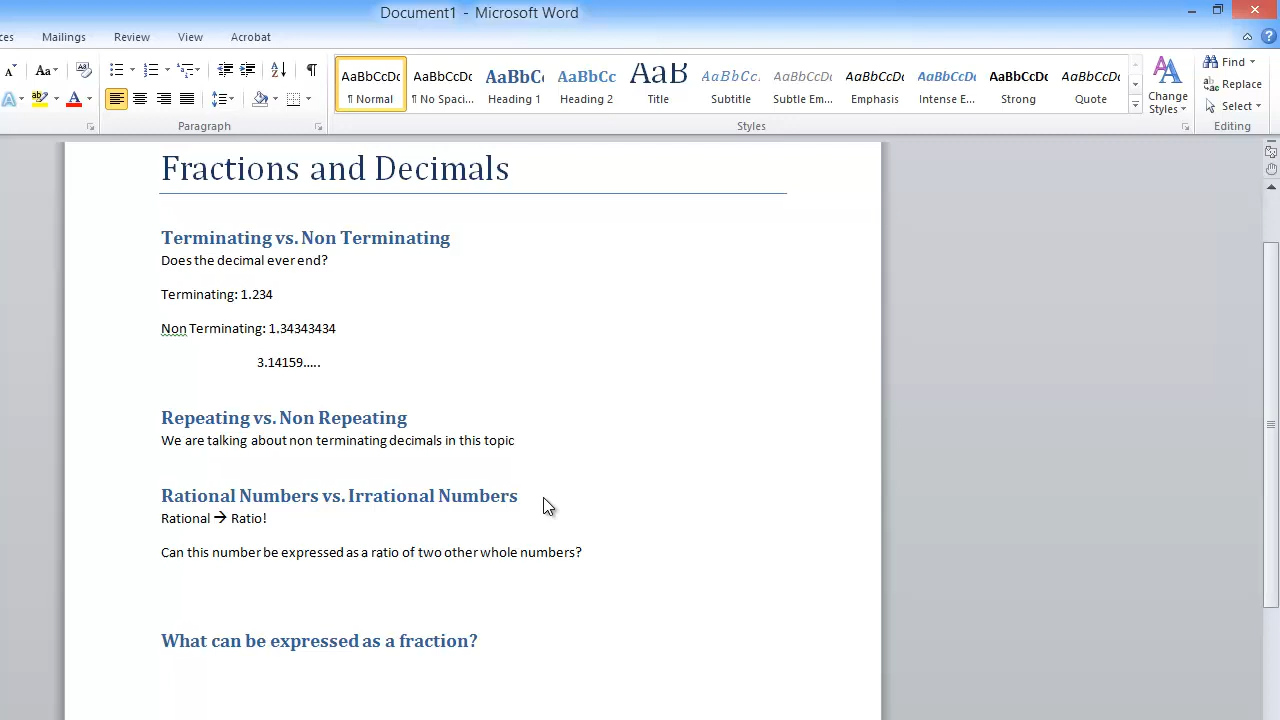 Document1 - Microsoft Word
ces Mailings Review View Acrobat
A Aa
AaBbCcDc AaBbCcDc AaBbC AaBbCc AaB AaBbCc. AaBbCcDc AaBbCcDc AaBbCcDc AaBbCcDc AaBbCcDc
¶ Normal ¶ No Spaci... Heading 1 Heading 2 Title Subtitle Subtle Em... Emphasis Intense E... Strong Quote
Change Styles
Find
Replace
Select
Paragraph Styles Editing
Fractions and Decimals
Terminating vs. Non Terminating
Does the decimal ever end?
Terminating: 1.234
Non Terminating: 1.34343434
3.14159.....
Repeating vs. Non Repeating
We are talking about non terminating decimals in this topic
Rational Numbers vs. Irrational Numbers
Rational → Ratio!
Can this number be expressed as a ratio of two other whole numbers?
What can be expressed as a fraction?